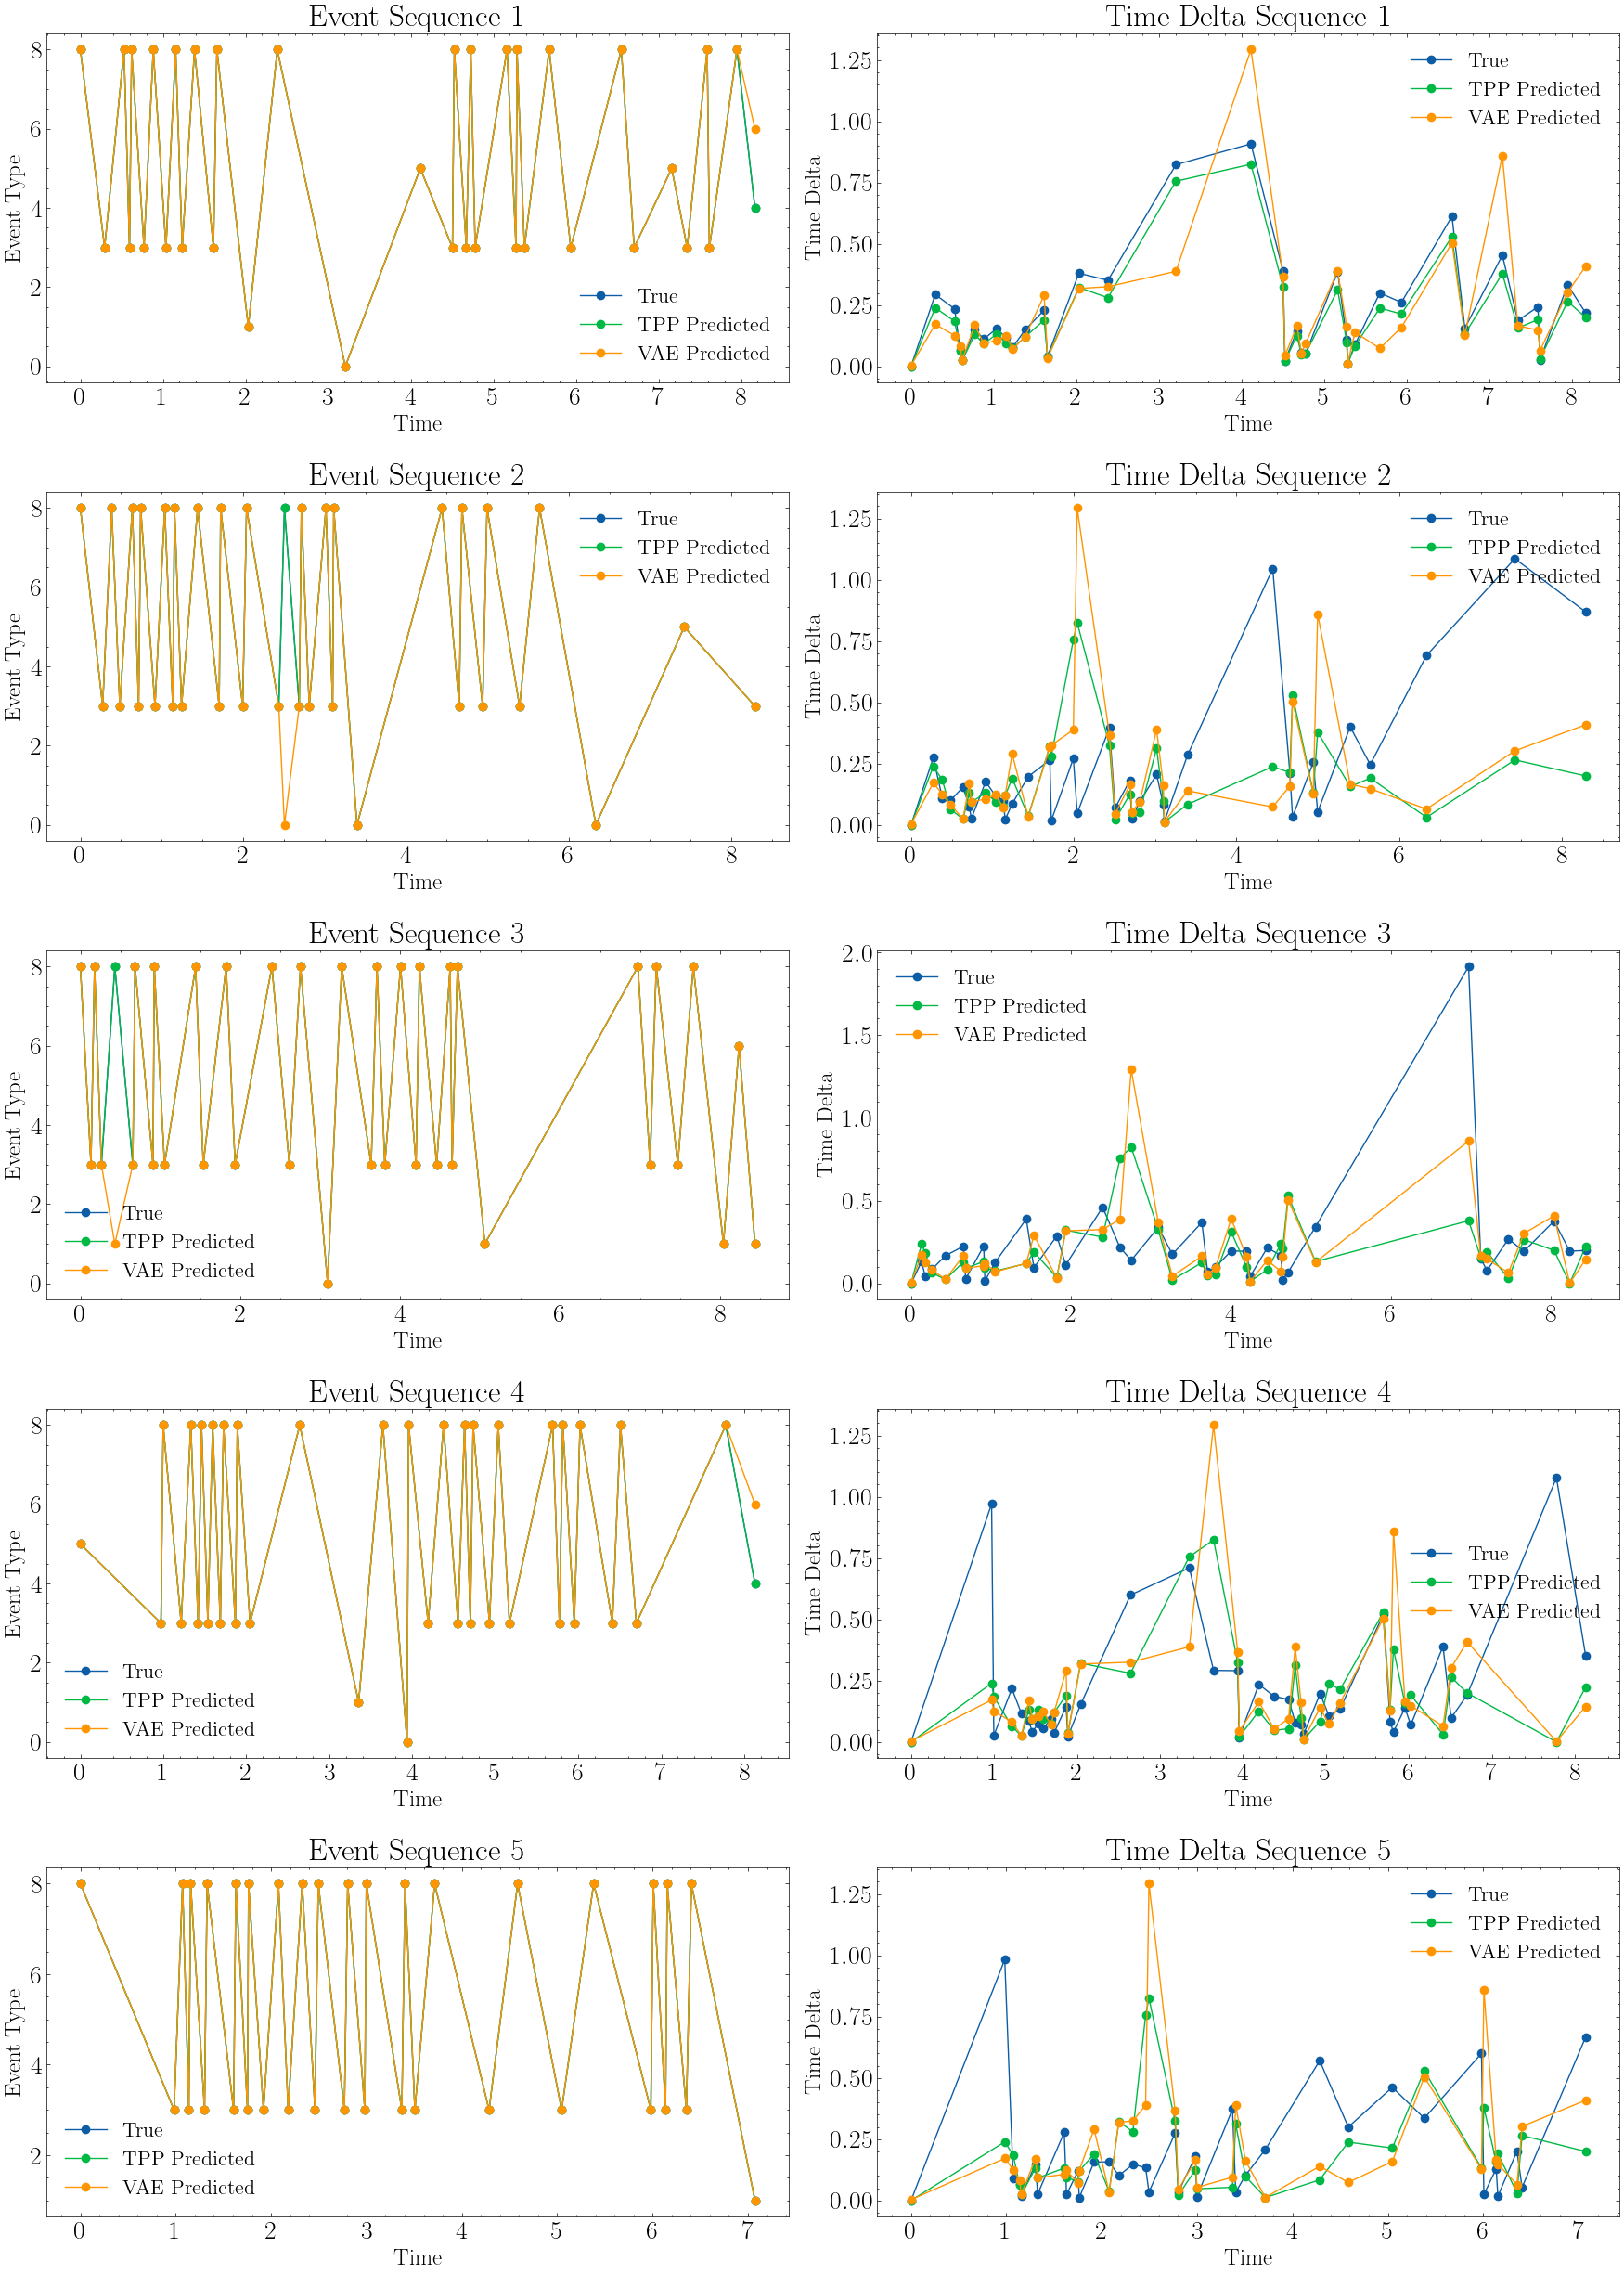 Event Sequence 1
8
6
4
2
0
Event Type
True
TPP Predicted
VAE Predicted
0 1 2 3 4 5 6 7 8
Time
Time Delta Sequence 1
1.25
1.00
0.75
0.50
0.25
0.00
Time Delta
True
TPP Predicted
VAE Predicted
0 1 2 3 4 5 6 7 8
Time
Event Sequence 2
8
6
4
2
0
Event Type
True
TPP Predicted
VAE Predicted
0 2 4 6 8
Time
Time Delta Sequence 2
1.25
1.00
0.75
0.50
0.25
0.00
Time Delta
True
TPP Predicted
VAE Predicted
0 2 4 6 8
Time
Event Sequence 3
8
6
4
2
0
Event Type
True
TPP Predicted
VAE Predicted
0 2 4 6 8
Time
Time Delta Sequence 3
2.0
1.5
1.0
0.5
0.0
Time Delta
True
TPP Predicted
VAE Predicted
0 2 4 6 8
Time
Event Sequence 4
8
6
4
2
0
Event Type
True
TPP Predicted
VAE Predicted
0 1 2 3 4 5 6 7 8
Time
Time Delta Sequence 4
1.25
1.00
0.75
0.50
0.25
0.00
Time Delta
True
TPP Predicted
VAE Predicted
0 1 2 3 4 5 6 7 8
Time
Event Sequence 5
8
6
4
2
Event Type
True
TPP Predicted
VAE Predicted
0 1 2 3 4 5 6 7
Time
Time Delta Sequence 5
1.25
1.00
0.75
0.50
0.25
0.00
Time Delta
True
TPP Predicted
VAE Predicted
0 1 2 3 4 5 6 7
Time